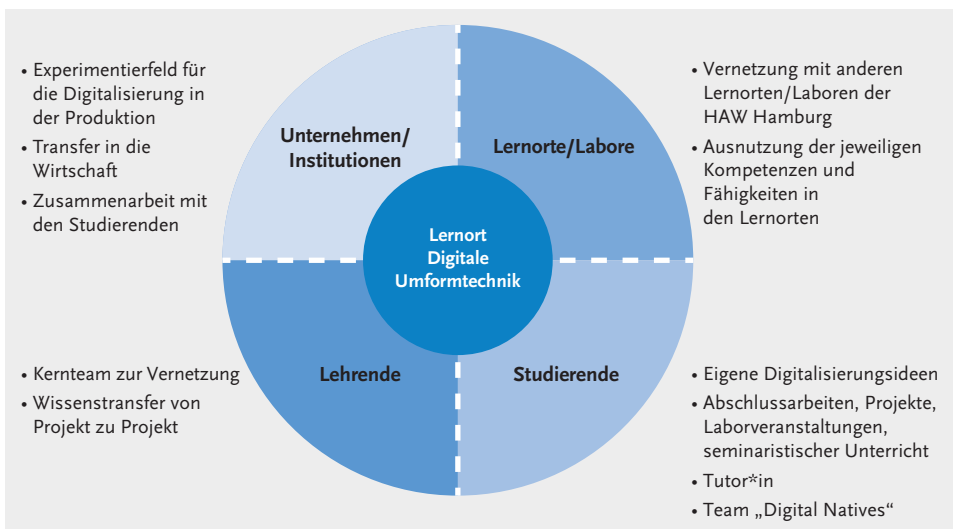 • Experimentierfeld für
die Digitalisierung in
der Produktion
• Transfer in die
Wirtschaft
• Zusammenarbeit mit
den Studierenden
Unternehmen/
Institutionen
Lernorte/Labore
• Vernetzung mit anderen
Lernorten/Laboren der
HAW Hamburg
• Ausnutzung der jeweiligen
Kompetenzen und
Fähigkeiten in
den Lernorten
Lernort
Digitale
Umformtechnik
• Kernteam zur Vernetzung
• Wissenstransfer von
Projekt zu Projekt
Lehrende
Studierende
• Eigene Digitalisierungsideen
• Abschlussarbeiten, Projekte,
Laborveranstaltungen,
seminaristischer Unterricht
• Tutor*in
• Team „Digital Natives“